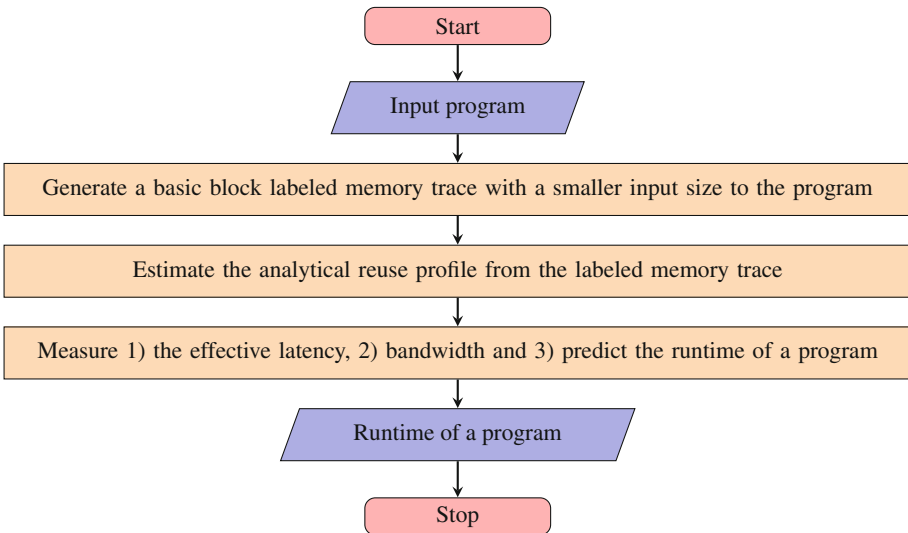 Start
Input program
Generate a basic block labeled memory trace with a smaller input size to the program
Estimate the analytical reuse profile from the labeled memory trace
Measure 1) the effective latency, 2) bandwidth and 3) predict the runtime of a program
Runtime of a program
Stop